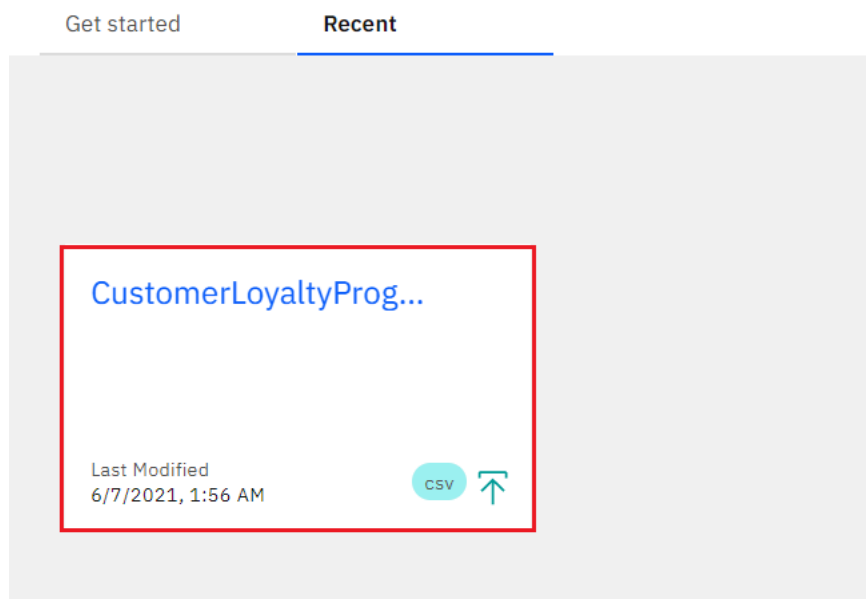 Get started
Recent
CustomerLoyaltyProg...
Last Modified
6/7/2021, 1:56 AM
csv